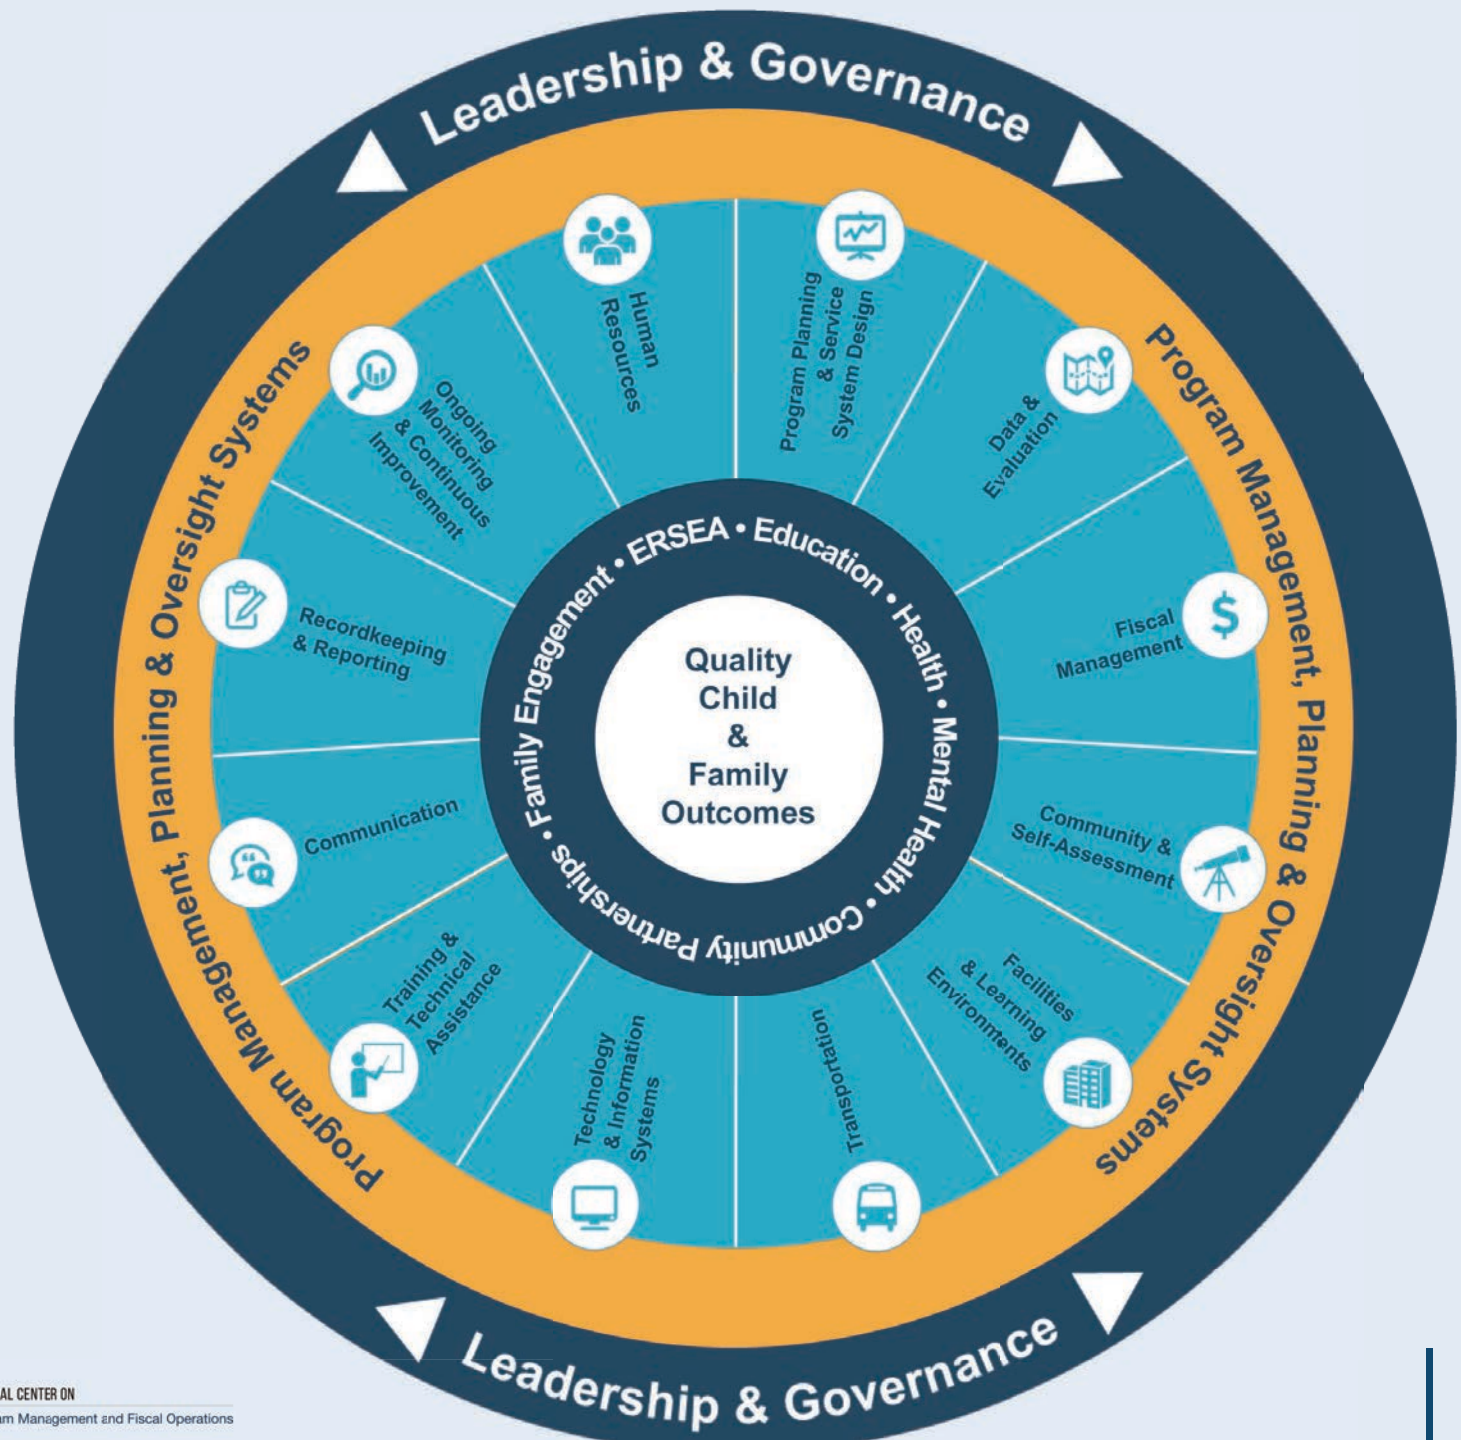 Leadership & Governance
Program Management, Planning & Oversight Systems
Program Management, Planning & Oversight Systems
Human
Resources
Program Planning
& Service
System Design
Data &
Evaluation
Fiscal
Management
$
Community &
Self-Assessment
Facilities
& Learning
Environments
Transportation
Technology
& Information
Systems
Training &
Technical
Assistance
Communication
Recordkeeping
& Reporting
Ongoing
Monitoring
& Continuous
Improvement
ERSEA • Education • Health • Mental Health • Community Partnerships • Family Engagement •
Quality
Child
&
Family
Outcomes
Leadership & Governance
AL CENTER ON
am Management and Fiscal Operations